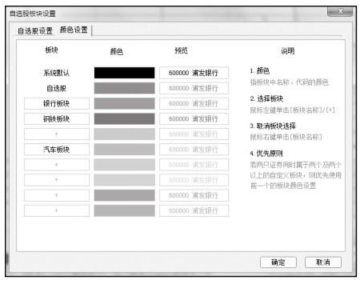 自选股板块设置
自选股设置 颜色设置
板块 颜色 预览 说明
系统默认 600000 浦发银行
自选股 600000 浦发银行
银行板块 600000 浦发银行
钢铁板块 600000 浦发银行
+ 600000 浦发银行
汽车板块 600000 浦发银行
+ 600000 浦发银行
+ 600000 浦发银行
+ 600000 浦发银行
+ 600000 浦发银行
1. 颜色
指板块中名称、代码的颜色
2. 选择板块
鼠标左键单击[板块名称]/[+]
3. 取消板块选择
鼠标右键单击[板块名称]
4. 优先原则
若两只证券同时属于两个及两个
以上的自定义板块，则优先使用
前一个的板块颜色设置
确定 取消